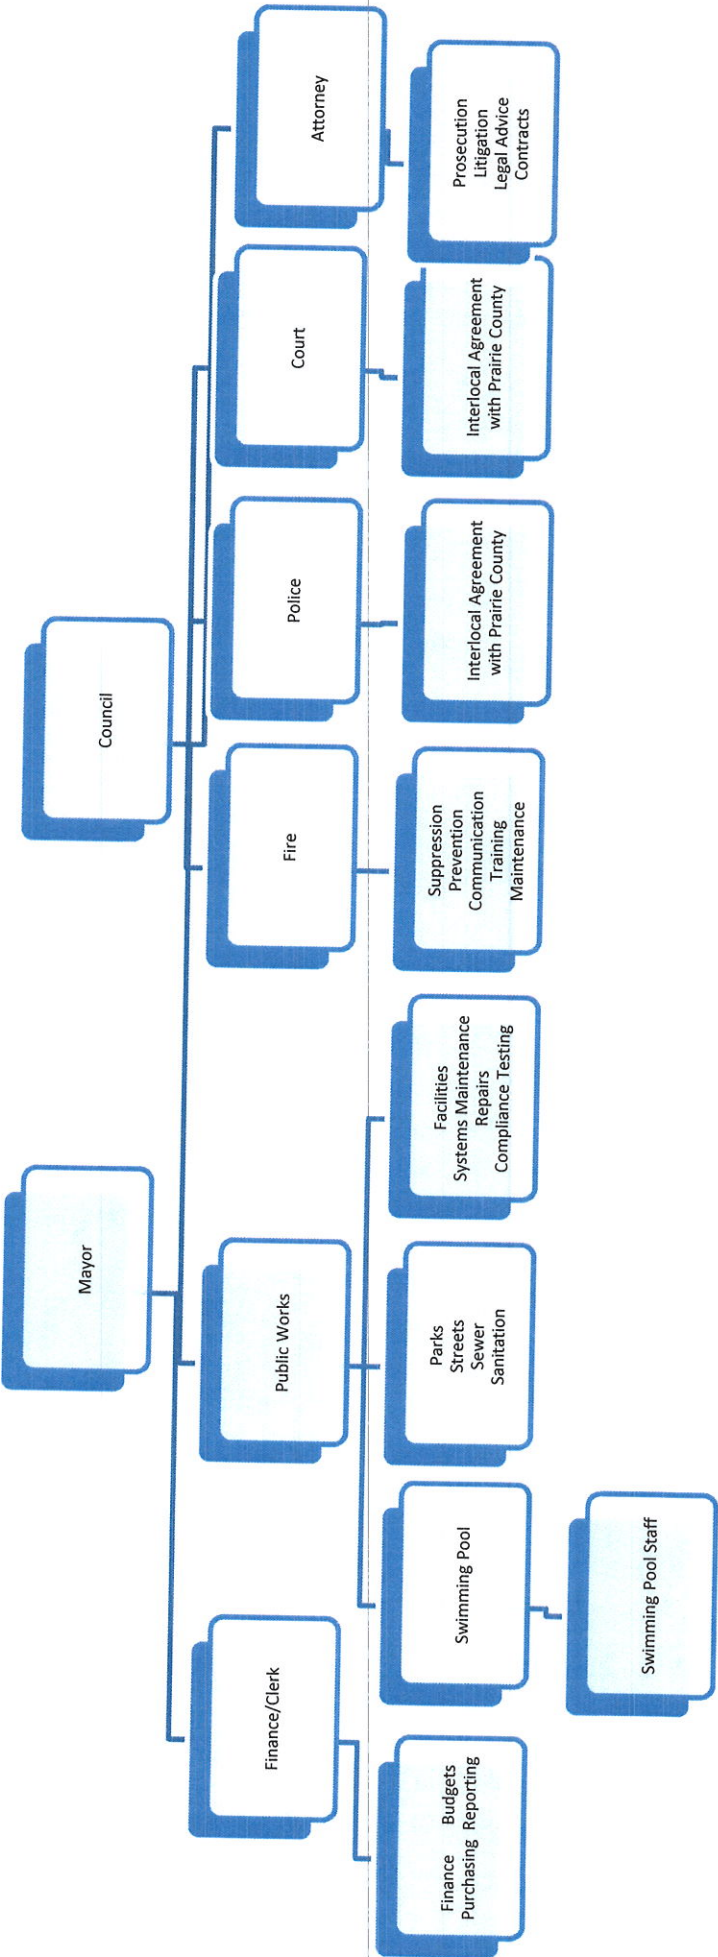 Mayor
Council
Finance/Clerk
Public Works
Fire
Police
Court
Attorney
Finance Budgets
Purchasing Reporting
Swimming Pool
Parks
Streets
Sewer
Sanitation
Facilities
Systems Maintenance
Repairs
Compliance Testing
Suppression
Prevention
Communication
Training
Maintenance
Interlocal Agreement
with Prairie County
Interlocal Agreement
with Prairie County
Prosecution
Litigation
Legal Advice
Contracts
Swimming Pool Staff